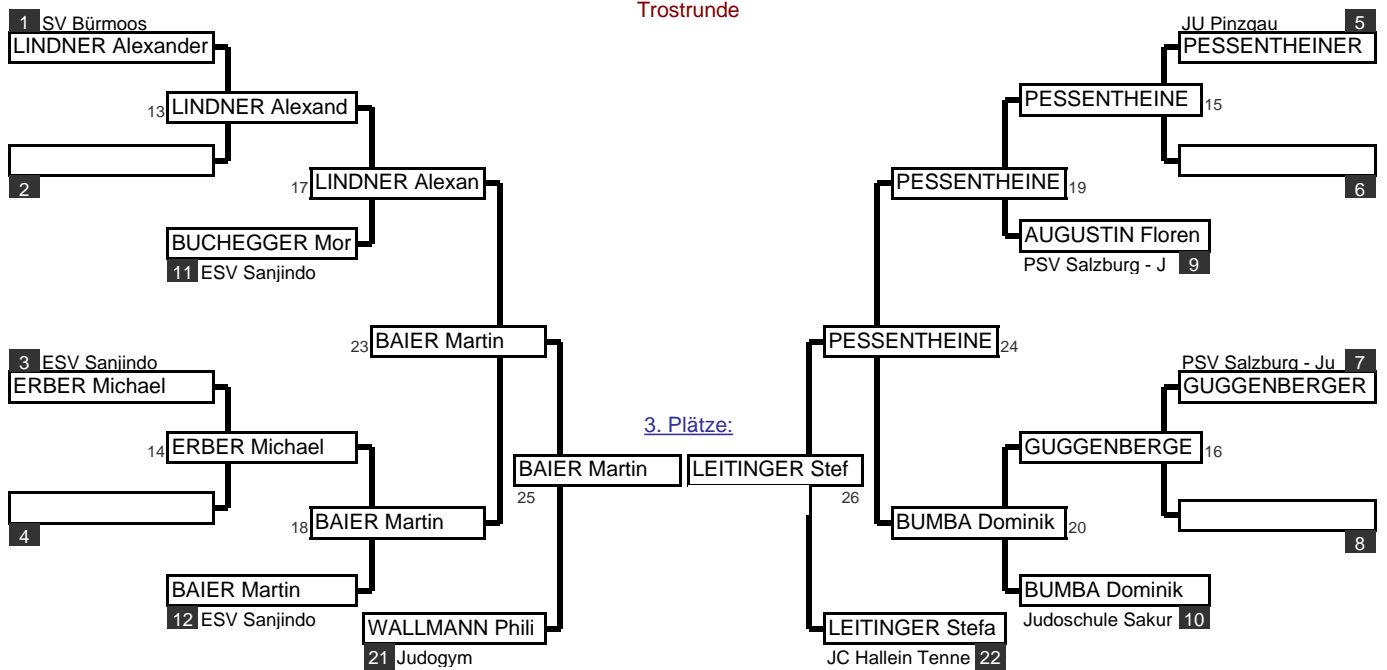 Trostrunde
1 SV Bürmoos
LINDNER Alexander
13 LINDNER Alexand
2
17 LINDNER Alexan
BUCHEGGER Mor
11 ESV Sanjindo
23 BAIER Martin
3 ESV Sanjindo
ERBER Michael
14 ERBER Michael
4
18 BAIER Martin
BAIER Martin
12 ESV Sanjindo
WALLMANN Phili
21 Judogym
3. Plätze:
BAIER Martin
25
LEITINGER Stef
26
JU Pinzgau 5
PESSENTHEINER
PESSENTHEINE 15
6
PESSENTHEINE 19
AUGUSTIN Floren
PSV Salzburg - J 9
PESSENTHEINE 24
PSV Salzburg - Ju 7
GUGGENBERGER
GUGGENBERGE 16
8
BUMBA Dominik 20
BUMBA Dominik
Judoschule Sakur 10
LEITINGER Stefa
JC Hallein Tenne 22